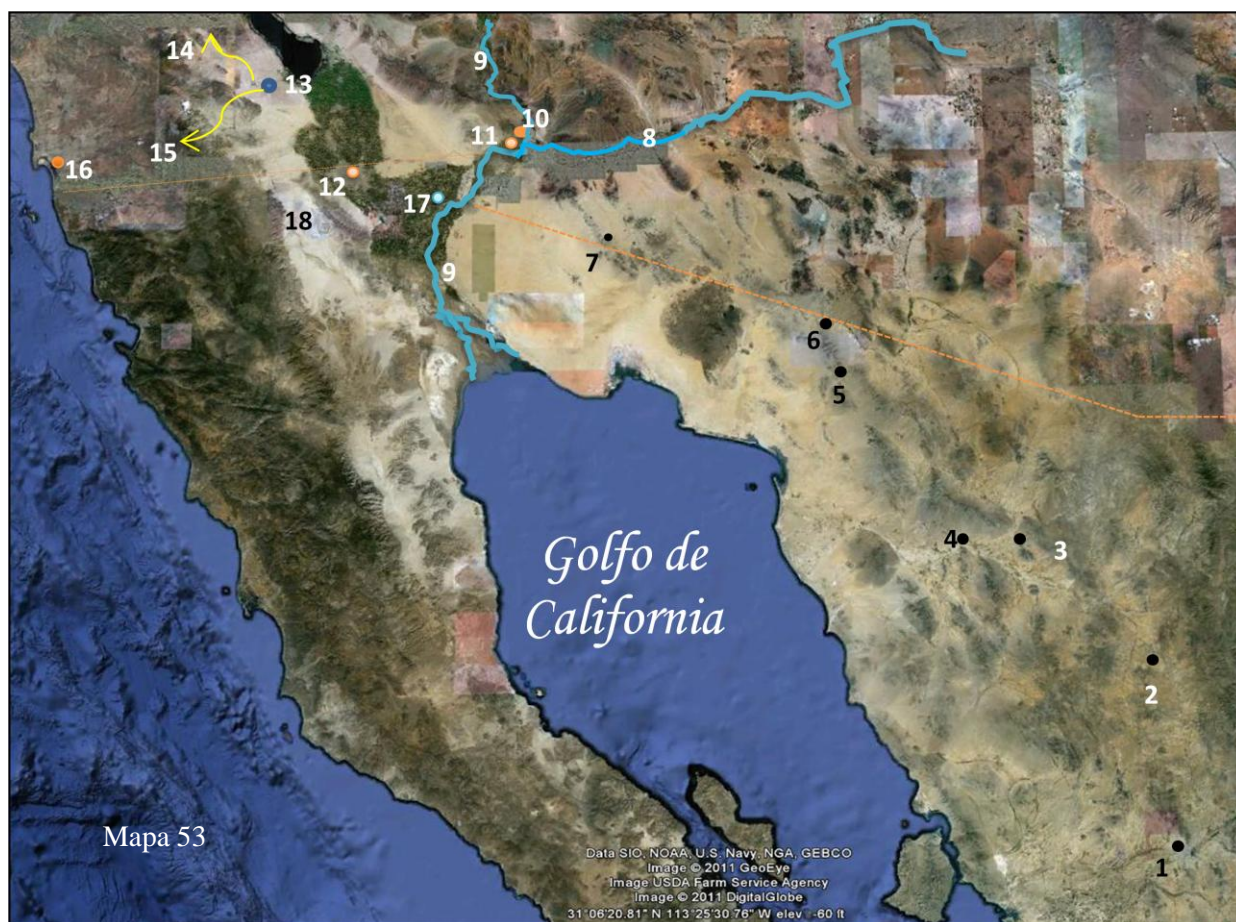 14
9
13
10
11
8
15
16
12
17
18
7
9
6
5
Golfo de
California
4
3
2
Mapa 53
1
Data SIO, NOAA, U.S. Navy, NGA, GEBCO
Image © 2011 GeoEye
Image USDA Farm Service Agency
Image © 2011 DigitalGlobe
31°06'20.81" N 113°25'30.76" W elev -60 ft